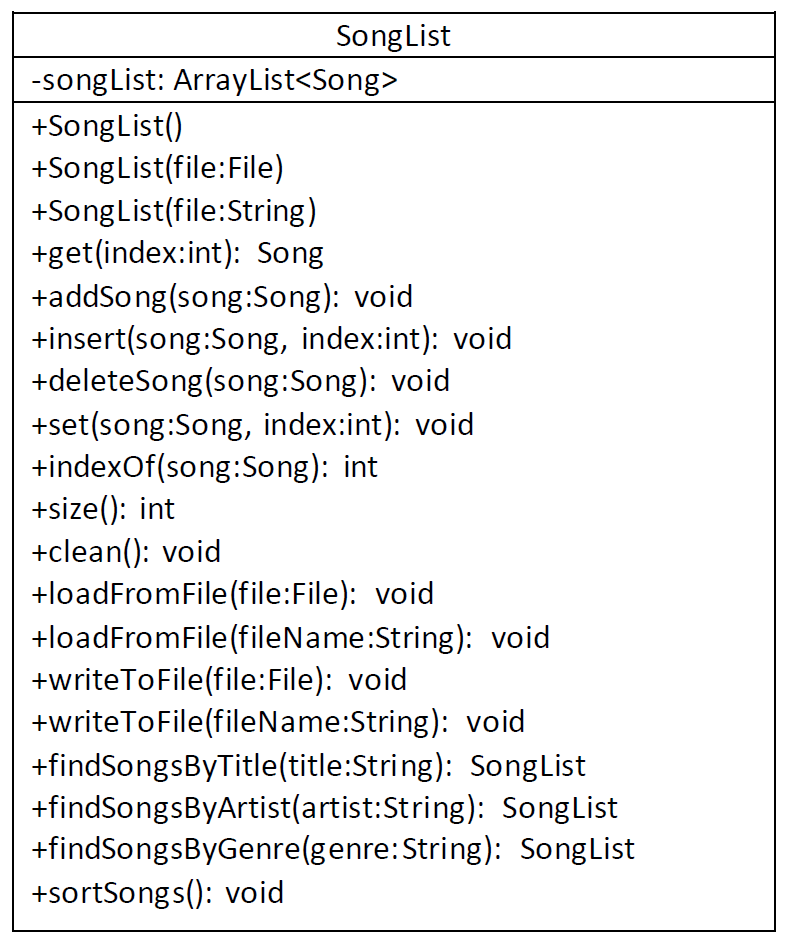 SongList
-songList: ArrayList<Song>
+SongList()
+SongList(file:File)
+SongList(file:String)
+get(index:int): Song
+addSong(song:Song): void
+insert(song:Song, index:int): void
+deleteSong(song:Song): void
+set(song:Song, index:int): void
+indexOf(song:Song): int
+size(): int
+clean(): void
+loadFromFile(file:File): void
+loadFromFile(fileName:String): void
+writeToFile(file:File): void
+writeToFile(fileName:String): void
+findSongsByTitle(title:String): SongList
+findSongsByArtist(artist:String): SongList
+findSongsByGenre(genre:String): SongList
+sortSongs(): void